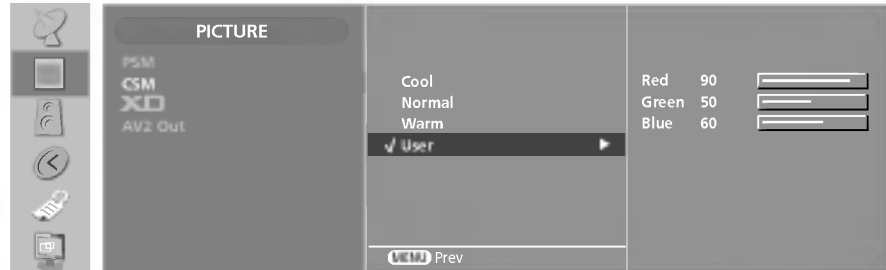 PICTURE
PSM
CSM
XD
AV2 Out
Cool
Normal
Warm
User
MENU Prev
Red 90
Green 50
Blue 60